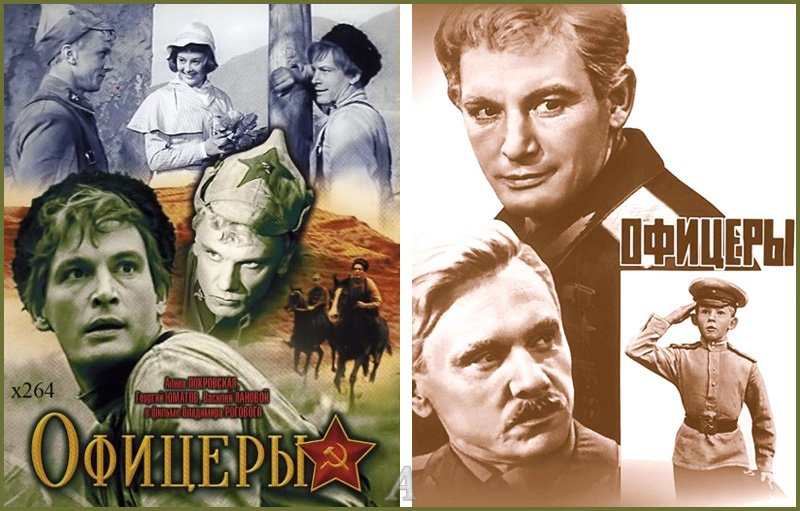 x264
Алина ПОКРОВСКАЯ,
Георгий ЮМАТОВ, Василий ЛАНОВОЙ
в фильме Владимира РОГОВОГО
ОФИЦЕРЫ
ОФИЦЕРЫ
A